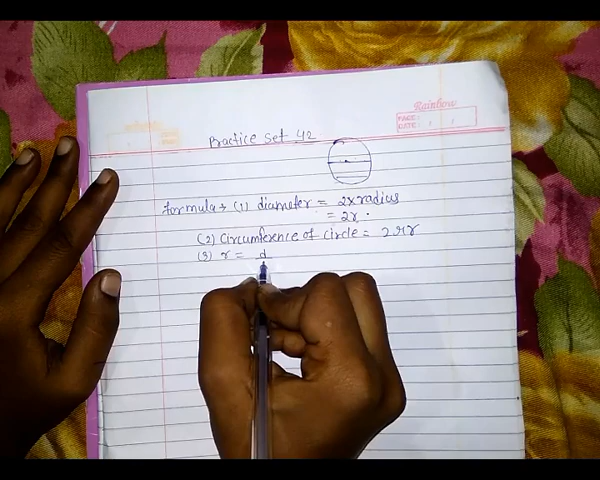 Rainbow
PAGE:
DATE: / /
Practice Set 42
formula → (1) diameter = 2 x radius
= 2r.
(2) Circumference of circle = 2πr
(3) r = d